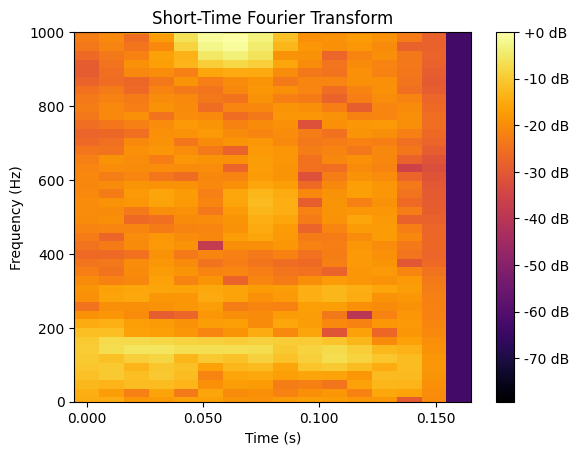 Short-Time Fourier Transform
1000
800
600
400
200
0
Frequency (Hz)
0.000
0.050
0.100
0.150
Time (s)
+0 dB
-10 dB
-20 dB
-30 dB
-40 dB
-50 dB
-60 dB
-70 dB